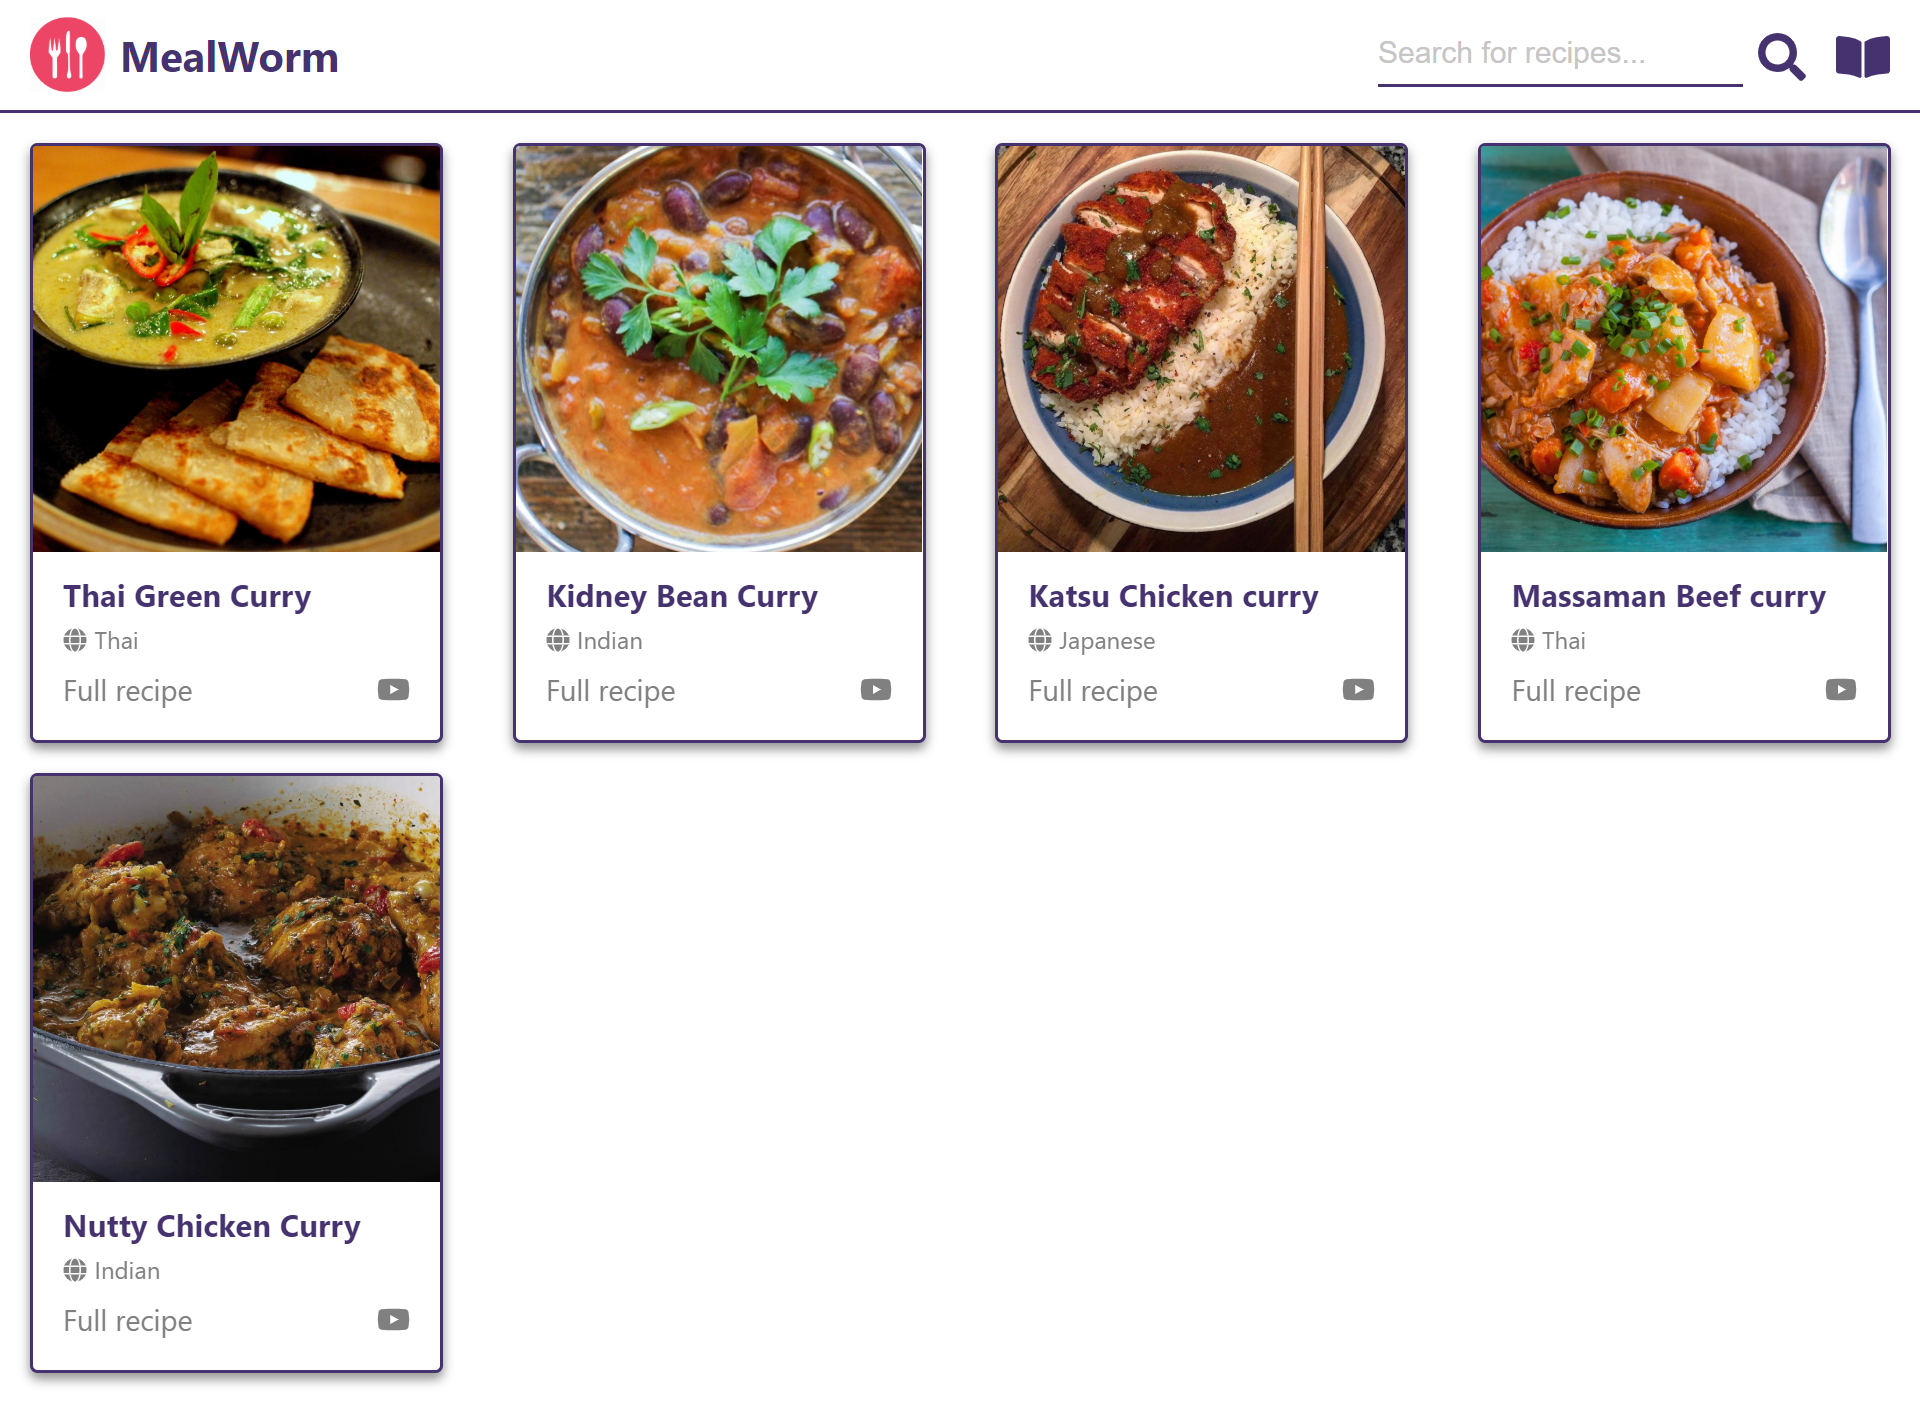 MealWorm
Search for recipes...
Thai Green Curry
Thai
Full recipe
Kidney Bean Curry
Indian
Full recipe
Katsu Chicken curry
Japanese
Full recipe
Massaman Beef curry
Thai
Full recipe
Nutty Chicken Curry
Indian
Full recipe